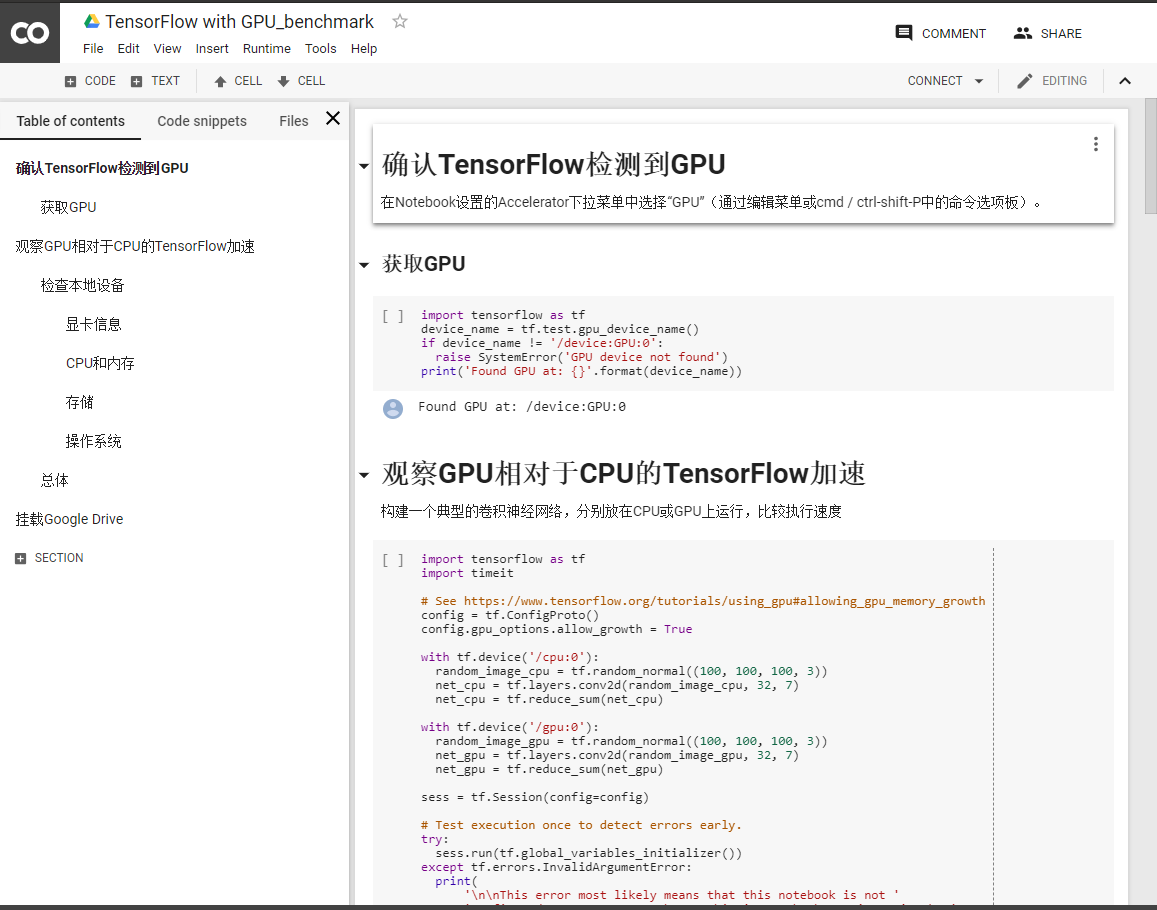 CO
TensorFlow with GPU_benchmark
File Edit View Insert Runtime Tools Help
COMMENT
SHARE
CODE TEXT CELL CELL
CONNECT
EDITING
Table of contents Code snippets Files
确认TensorFlow检测到GPU
获取GPU
观察GPU相对于CPU的TensorFlow加速
检查本地设备
显卡信息
CPU和内存
存储
操作系统
总体
挂载Google Drive
SECTION
确认TensorFlow检测到GPU
在Notebook设置的Accelerator下拉菜单中选择“GPU”（通过编辑菜单或cmd / ctrl-shift-P中的命令选项板）。
获取GPU
[ ] import tensorflow as tf
device_name = tf.test.gpu_device_name()
if device_name != '/device:GPU:0':
raise SystemError('GPU device not found')
print('Found GPU at: {}'.format(device_name))
Found GPU at: /device:GPU:0
观察GPU相对于CPU的TensorFlow加速
构建一个典型的卷积神经网络，分别放在CPU或GPU上运行，比较执行速度
[ ] import tensorflow as tf
import timeit
# See https://www.tensorflow.org/tutorials/using_gpu#allowing_gpu_memory_growth
config = tf.ConfigProto()
config.gpu_options.allow_growth = True
with tf.device('/cpu:0'):
random_image_cpu = tf.random_normal((100, 100, 100, 3))
net_cpu = tf.layers.conv2d(random_image_cpu, 32, 7)
net_cpu = tf.reduce_sum(net_cpu)
with tf.device('/gpu:0'):
random_image_gpu = tf.random_normal((100, 100, 100, 3))
net_gpu = tf.layers.conv2d(random_image_gpu, 32, 7)
net_gpu = tf.reduce_sum(net_gpu)
sess = tf.Session(config=config)
# Test execution once to detect errors early.
try:
sess.run(tf.global_variables_initializer())
except tf.errors.InvalidArgumentError:
print(
'\n\nThis error most likely means that this notebook is not '